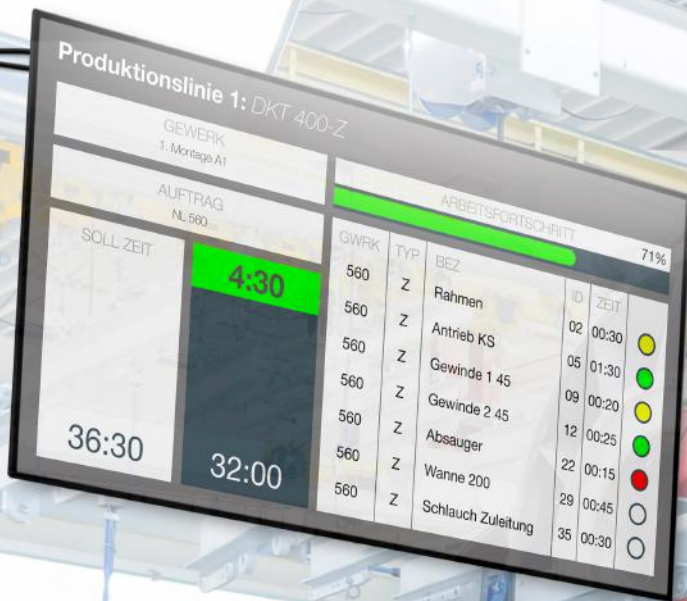 Produktionslinie 1: DKT 400-Z
GEWERK
1. Montage A1
AUFTRAG
NL 560
SOLL ZEIT
36:30
4:30
32:00
ARBEITSFORTSCHRITT
71%
GWRK TYP BEZ ID ZEIT
560 Z Rahmen 02 00:30
560 Z Antrieb KS 05 01:30
560 Z Gewinde 1 45 09 00:20
560 Z Gewinde 2 45 12 00:25
560 Z Absauger 22 00:15
560 Z Wanne 200 29 00:45
560 Z Schlauch Zuleitung 35 00:30